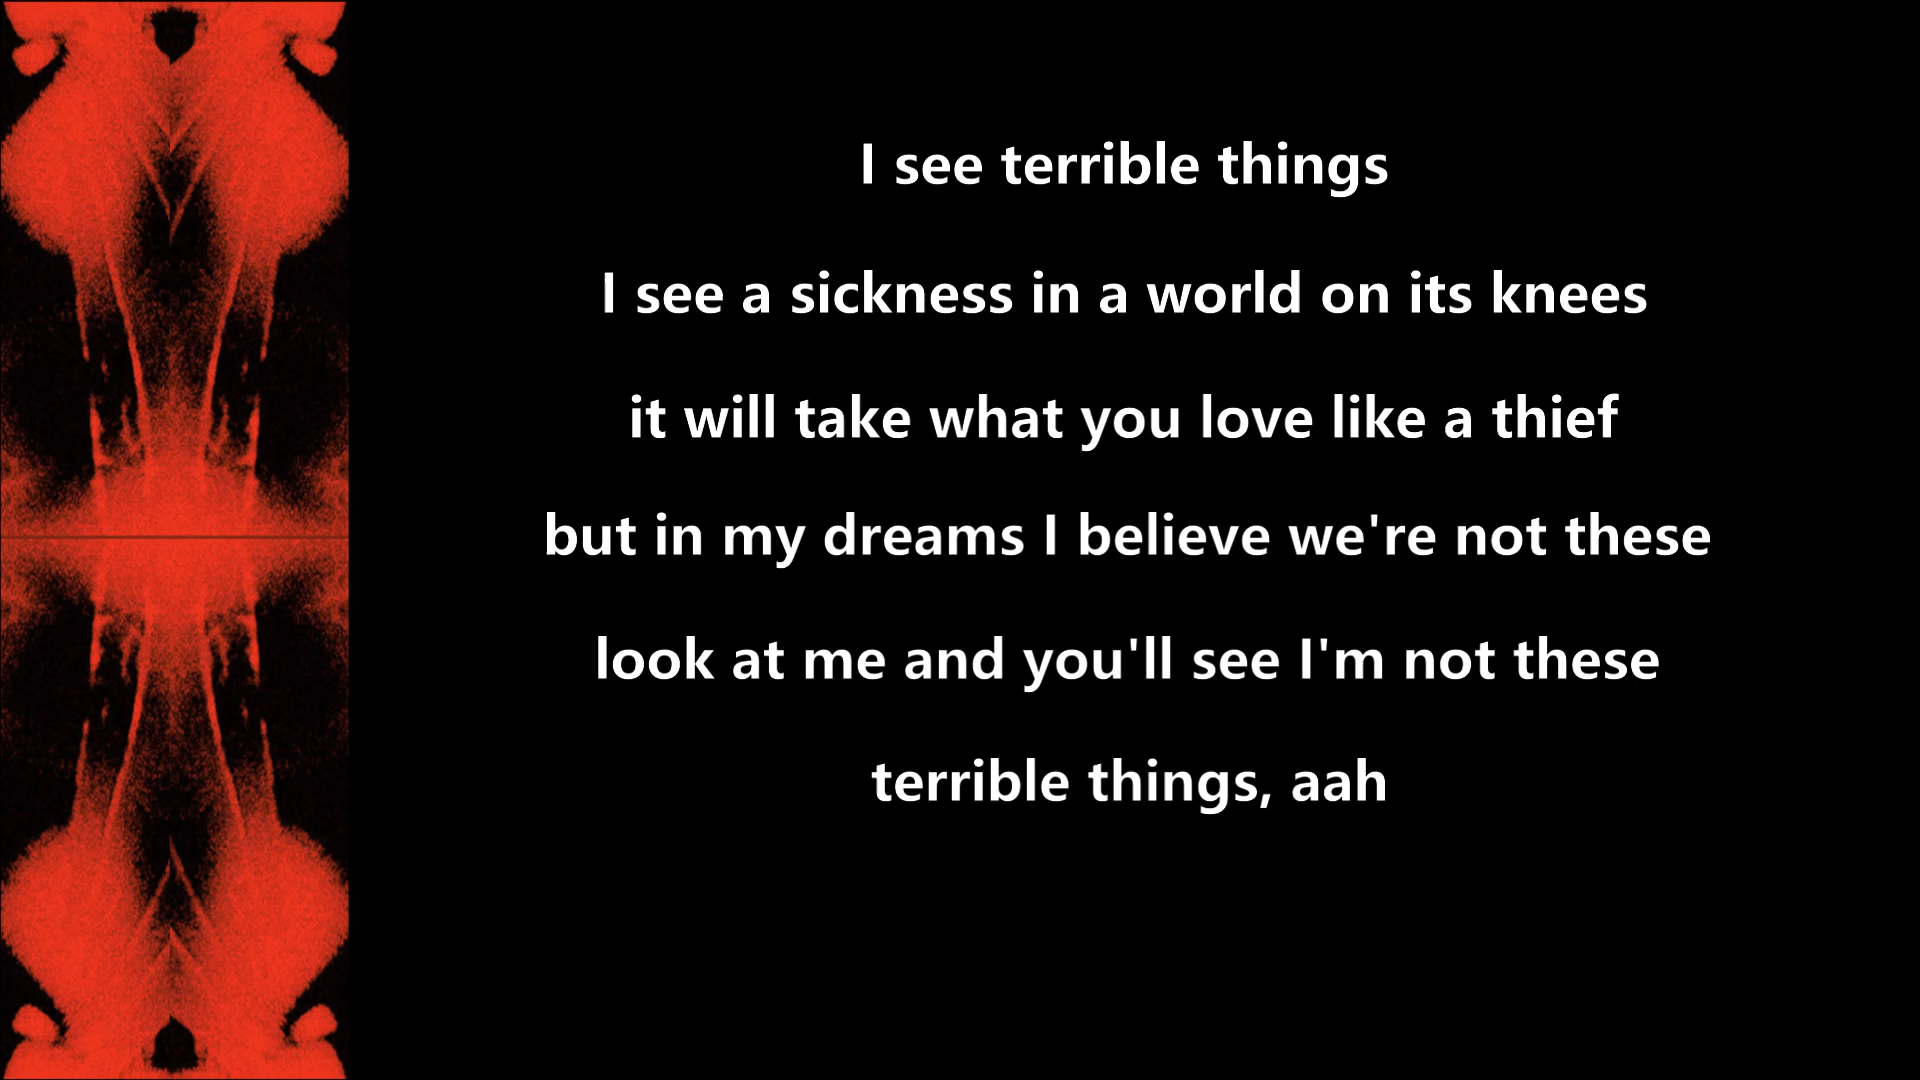 I see terrible things
I see a sickness in a world on its knees
it will take what you love like a thief
but in my dreams I believe we're not these
look at me and you'll see I'm not these
terrible things, aah